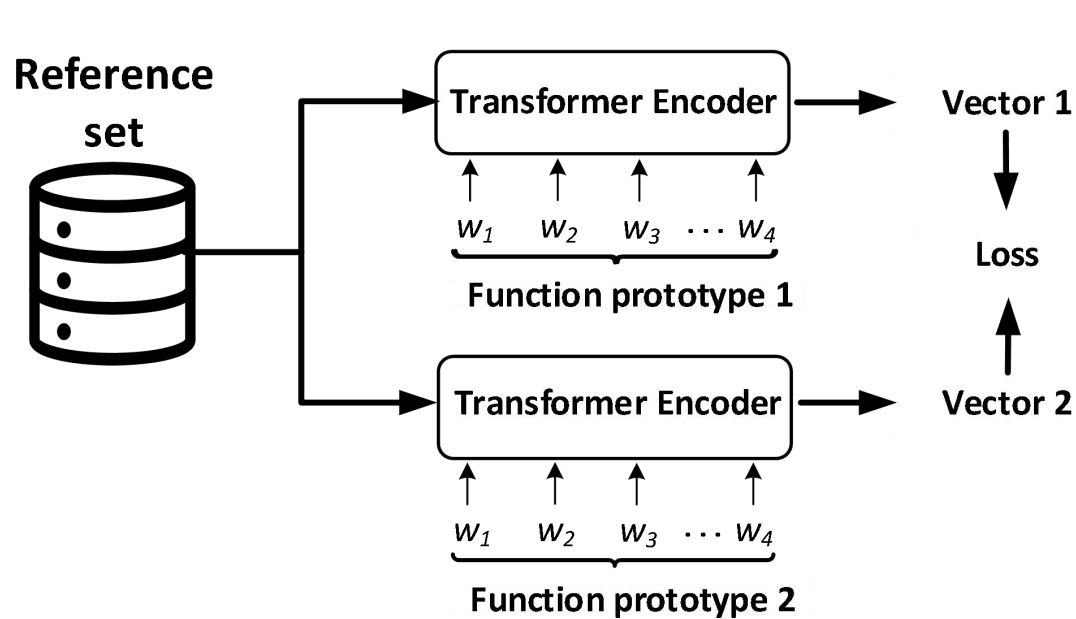 Reference
set
Transformer Encoder
Vector 1
w1 w2 w3 ··· w4
Function prototype 1
Loss
Transformer Encoder
Vector 2
w1 w2 w3 ··· w4
Function prototype 2